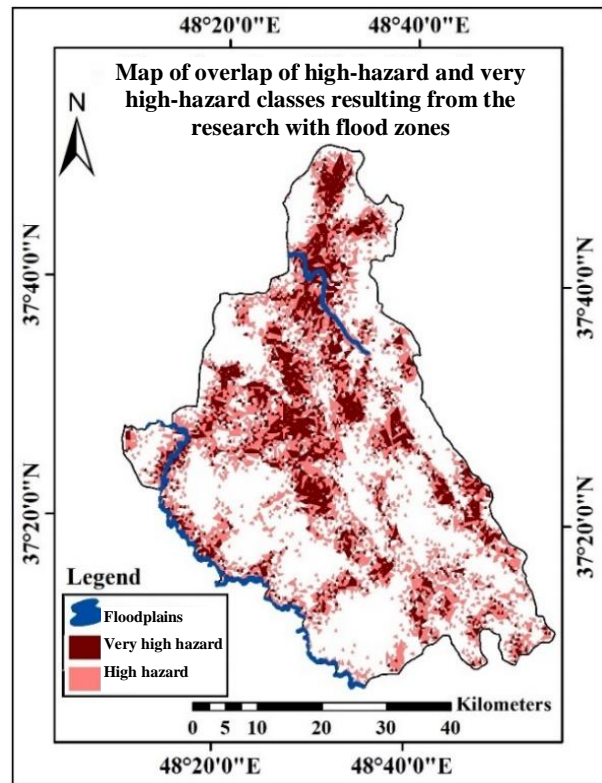 48°20'0"E 48°40'0"E
Map of overlap of high-hazard and very
high-hazard classes resulting from the
research with flood zones
N
37°40'0"N 37°40'0"N
37°20'0"N 37°20'0"N
Legend
Floodplains
Very high hazard
High hazard
Kilometers
0 5 10 20 30 40
48°20'0"E 48°40'0"E